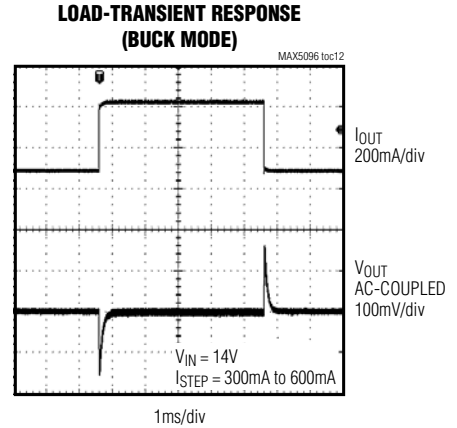 LOAD-TRANSIENT RESPONSE
(BUCK MODE)
MAX5096 toc12
IOUT
200mA/div
VOUT
AC-COUPLED
100mV/div
VIN = 14V
ISTEP = 300mA to 600mA
1ms/div